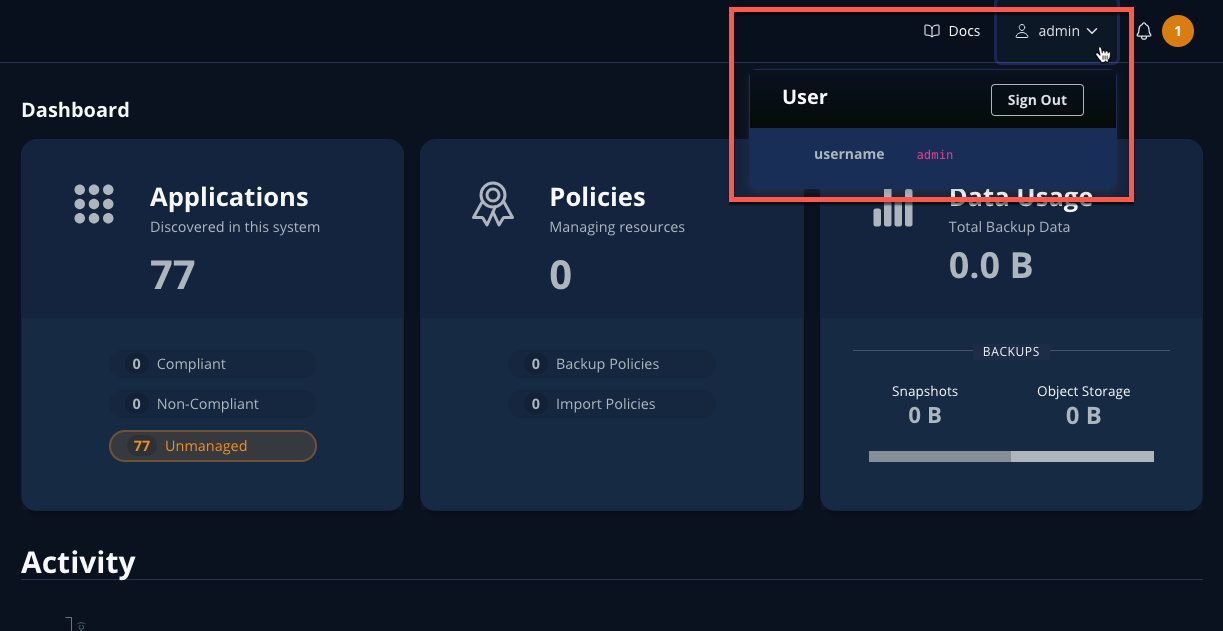 Docs
admin
1
User
Sign Out
username admin
Dashboard
Applications
Discovered in this system
77
0 Compliant
0 Non-Compliant
77 Unmanaged
Policies
Managing resources
0
0 Backup Policies
0 Import Policies
Data Usage
Total Backup Data
0.0 B
BACKUPS
Snapshots
0 B
Object Storage
0 B
Activity